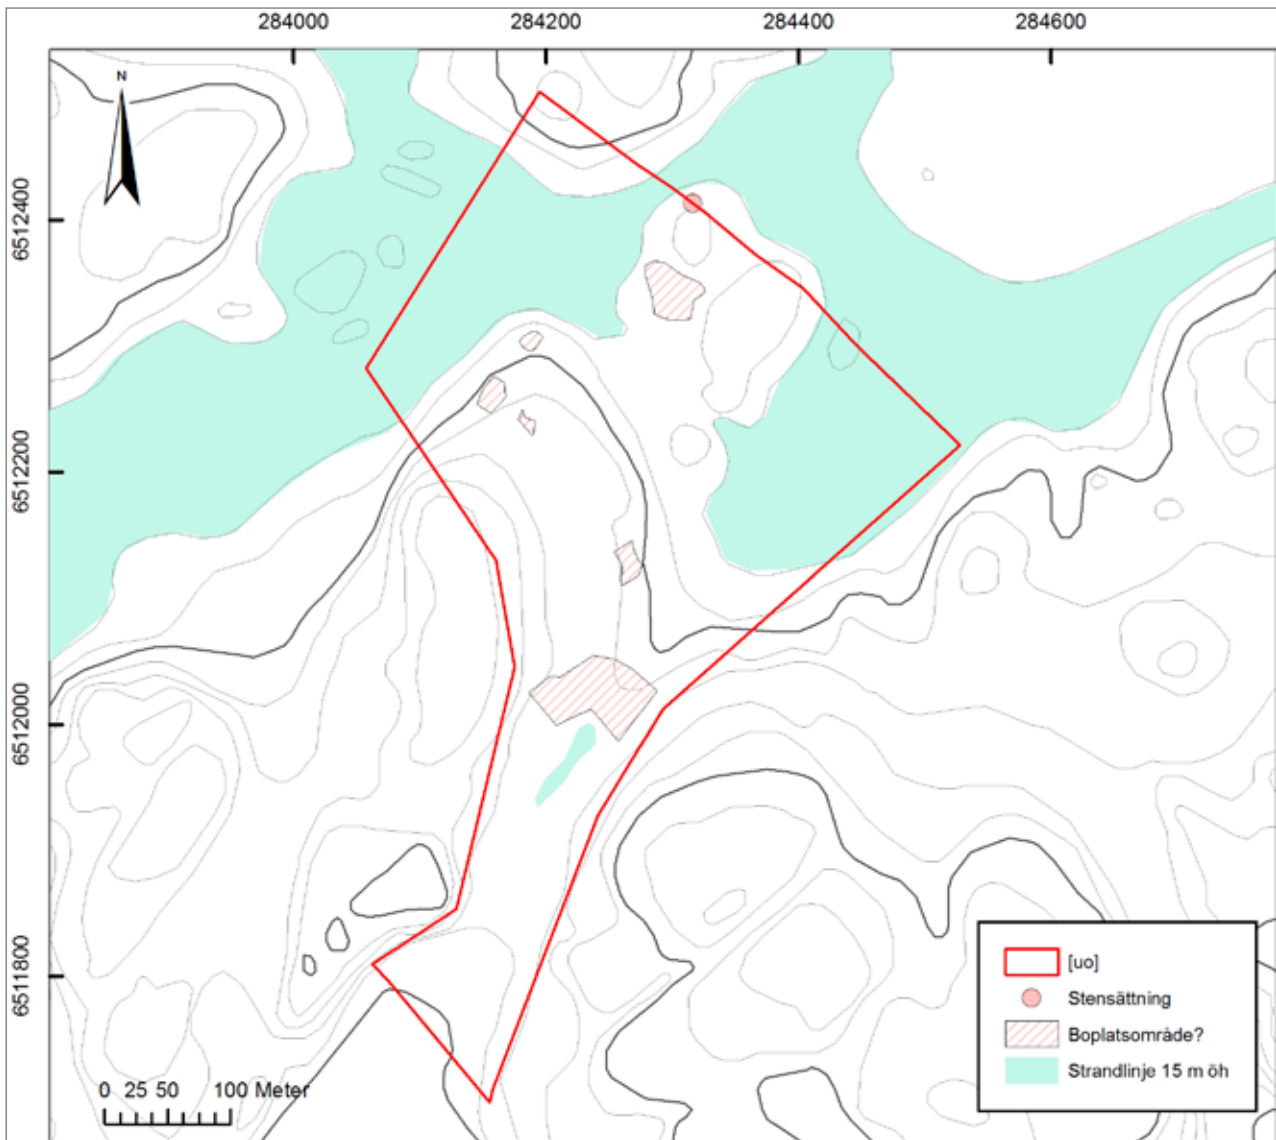 284000 284200 284400 284600
N
6512400
6512200
6512000
6511800
0 25 50 100 Meter
[uo]
Stensättning
Boplatsområde?
Strandlinje 15 m öh